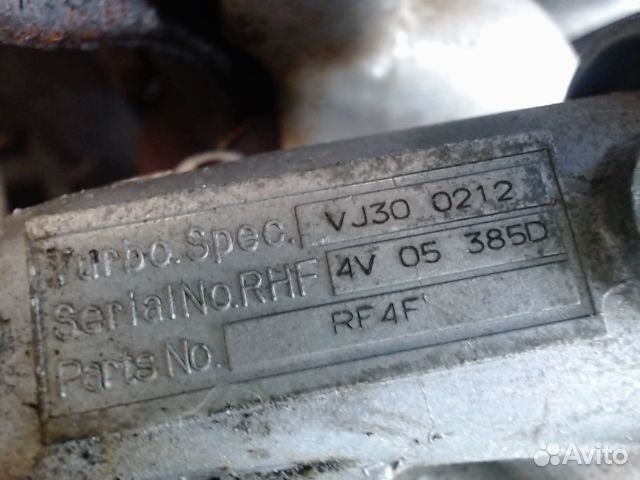 Turbo.Spec. VJ30 0212
Serial No.RHF 4V 05 385D
Parts No. RF4F
Avito